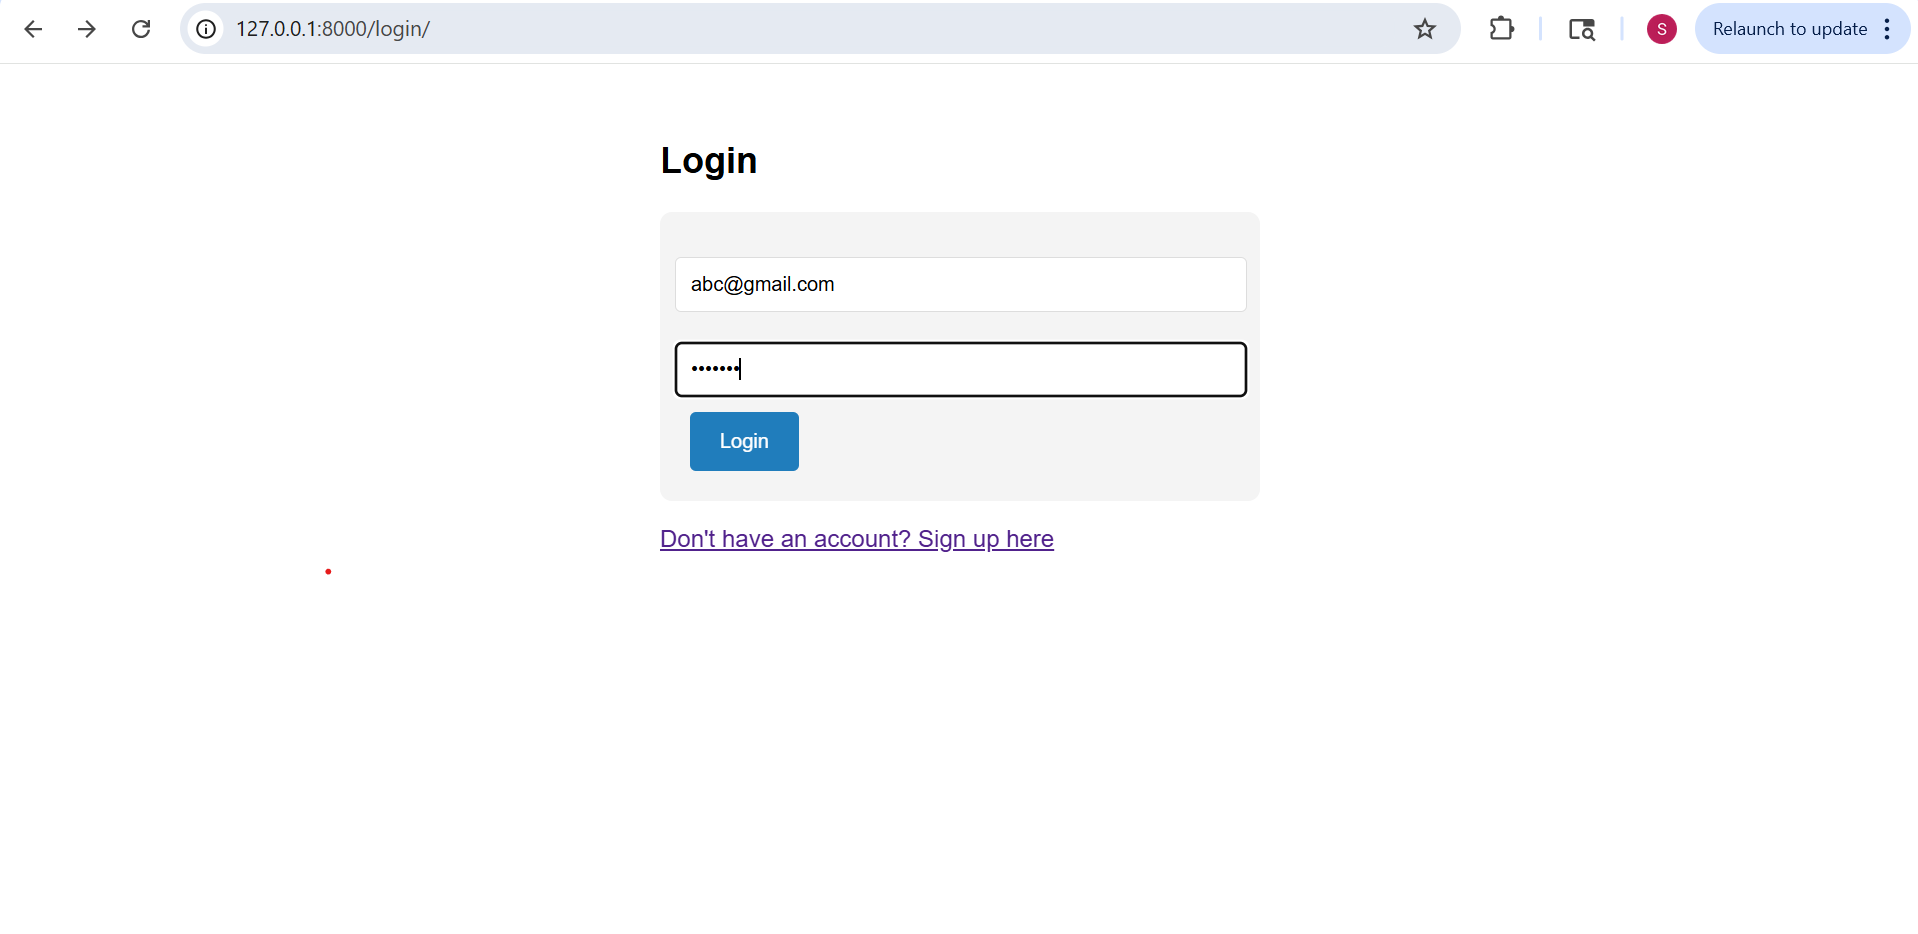 127.0.0.1:8000/login/
S
Relaunch to update
Login
abc@gmail.com
•••••••
Login
Don't have an account? Sign up here